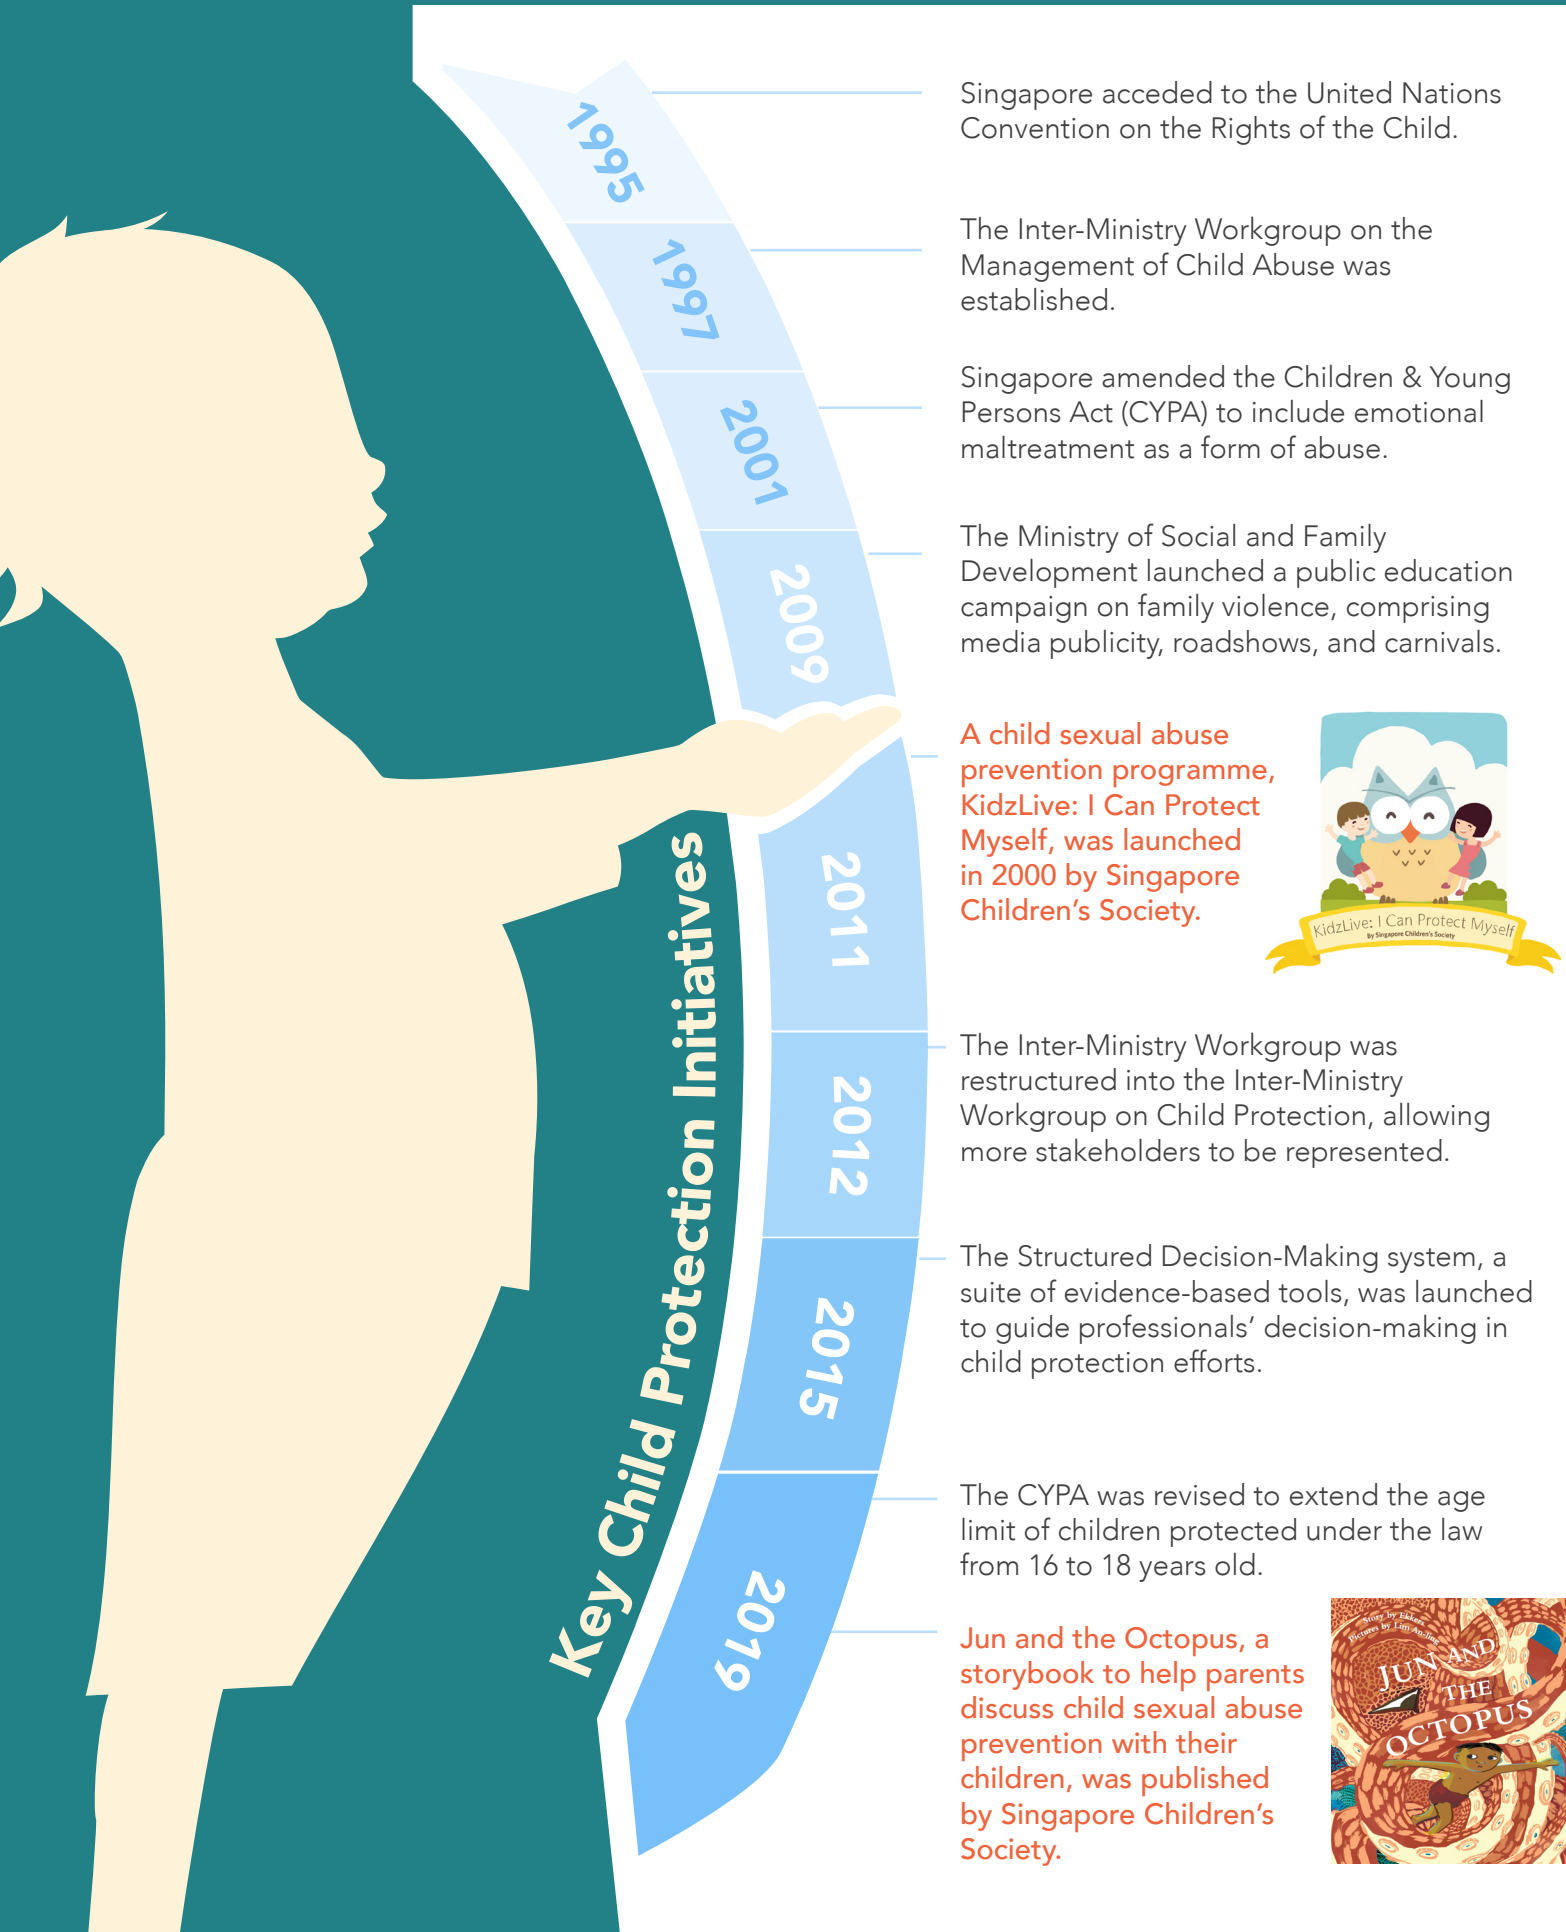 Key Child Protection Initiatives
1995
Singapore acceded to the United Nations
Convention on the Rights of the Child.
1997
The Inter-Ministry Workgroup on the
Management of Child Abuse was
established.
2001
Singapore amended the Children & Young
Persons Act (CYPA) to include emotional
maltreatment as a form of abuse.
2009
The Ministry of Social and Family
Development launched a public education
campaign on family violence, comprising
media publicity, roadshows, and carnivals.
2011
A child sexual abuse
prevention programme,
KidzLive: I Can Protect
Myself, was launched
in 2000 by Singapore
Children's Society.
KidzLive: I Can Protect Myself
By Singapore Children's Society
2012
The Inter-Ministry Workgroup was
restructured into the Inter-Ministry
Workgroup on Child Protection, allowing
more stakeholders to be represented.
2015
The Structured Decision-Making system, a
suite of evidence-based tools, was launched
to guide professionals' decision-making in
child protection efforts.
2019
The CYPA was revised to extend the age
limit of children protected under the law
from 16 to 18 years old.
Jun and the Octopus, a
storybook to help parents
discuss child sexual abuse
prevention with their
children, was published
by Singapore Children's
Society.
Story by Ekkers
Pictures by Lim An-ling
JUN AND
THE
OCTOPUS